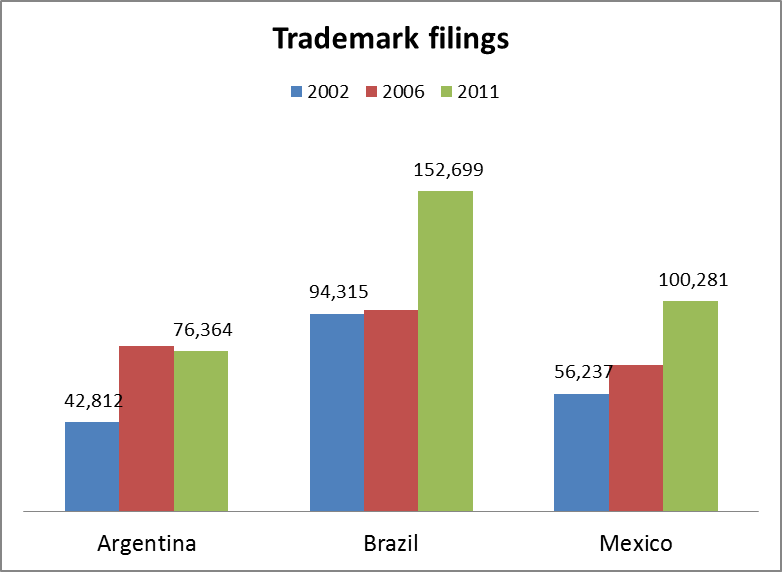 Trademark filings
2002 2006 2011
152,699
94,315
100,281
76,364
56,237
42,812
Argentina Brazil Mexico